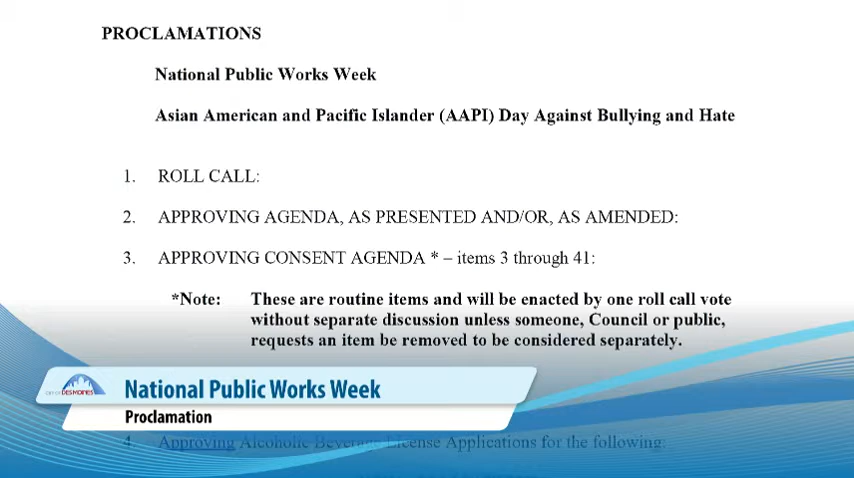 PROCLAMATIONS
National Public Works Week
Asian American and Pacific Islander (AAPI) Day Against Bullying and Hate
1. ROLL CALL:
2. APPROVING AGENDA, AS PRESENTED AND/OR, AS AMENDED:
3. APPROVING CONSENT AGENDA * – items 3 through 41:
*Note: These are routine items and will be enacted by one roll call vote
without separate discussion unless someone, Council or public,
requests an item be removed to be considered separately.
CITY OF DES MOINES
National Public Works Week
Proclamation
4. Approving Alcoholic Beverage License Applications for the following: